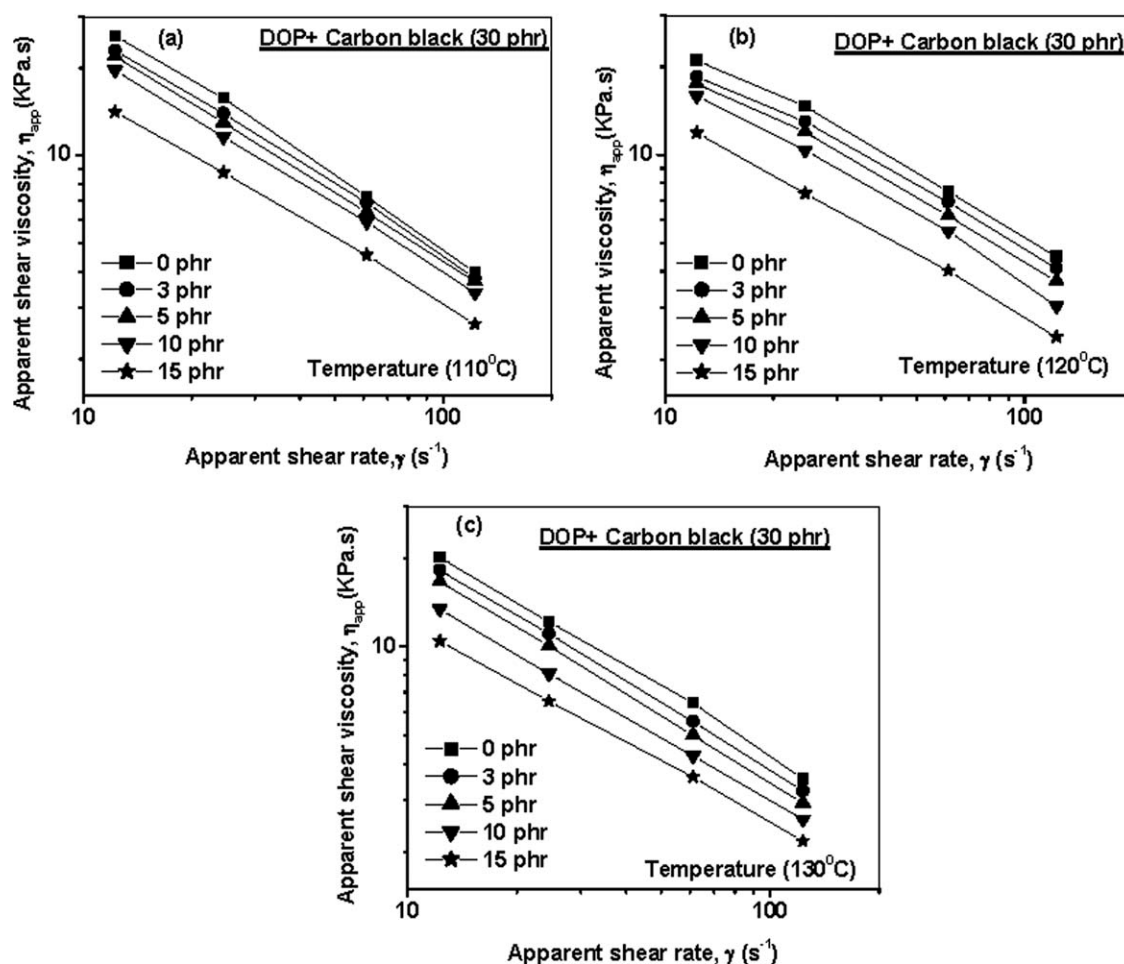 (a)
DOP+ Carbon black (30 phr)
Apparent shear viscosity, ηapp(KPa.s)
10
0 phr
3 phr
5 phr
10 phr
15 phr
Temperature (110⁰C)
10 100
Apparent shear rate,γ (s⁻¹)
(b)
DOP+ Carbon black (30 phr)
Apparent viscosity, ηapp(KPa.s)
10
0 phr
3 phr
5 phr
10 phr
15 phr
Temperature (120⁰C)
10 100
Apparent shear rate, γ (s⁻¹)
(c)
DOP+ Carbon black (30 phr)
Apparent shear viscosity, ηapp(KPa.s)
10
0 phr
3 phr
5 phr
10 phr
15 phr
Temperature (130⁰C)
10 100
Apparent shear rate, γ (s⁻¹)